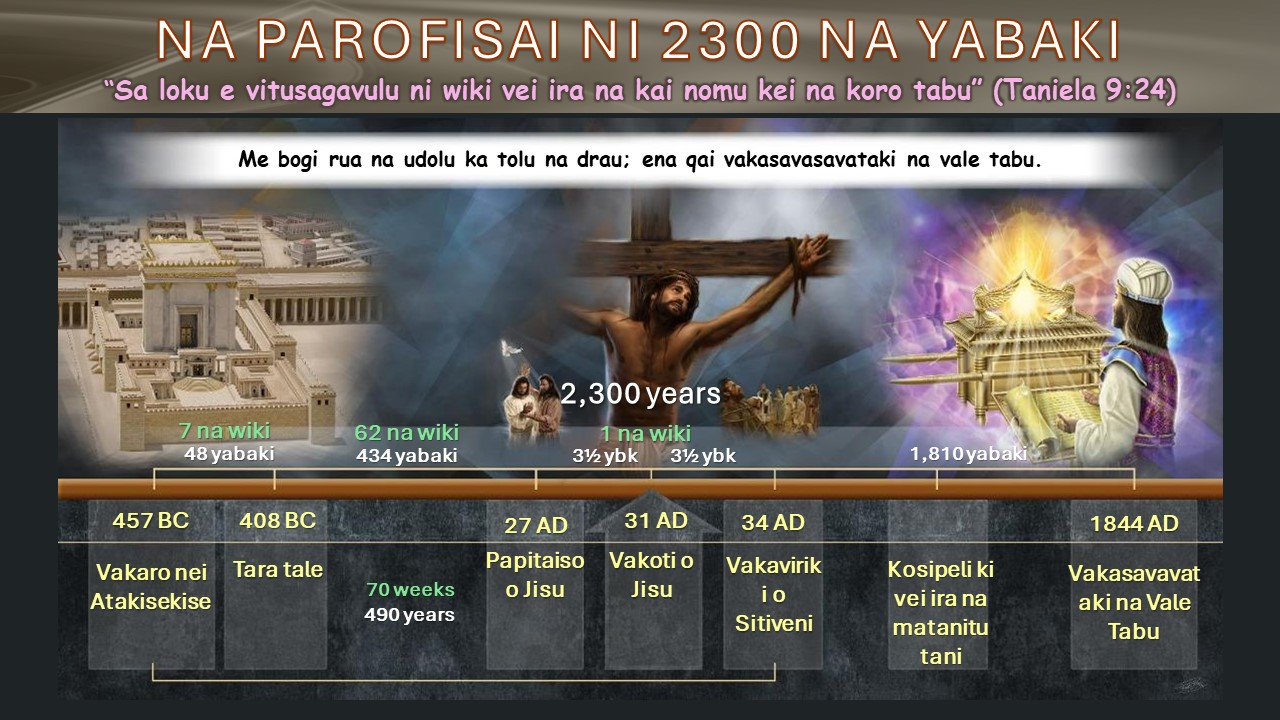 NA PAROFISAI NI 2300 NA YABAKI
“Sa loku e vitusagavulu ni wiki vei ira na kai nomu kei na koro tabu” (Taniela 9:24)
Me bogi rua na udolu ka tolu na drau; ena qai vakasavasavataki na vale tabu.
2,300 years
7 na wiki
48 yabaki
62 na wiki
434 yabaki
1 na wiki
3½ ybk
3½ ybk
1,810 yabaki
457 BC
Vakaro nei
Atakisekise
408 BC
Tara tale
70 weeks
490 years
27 AD
Papitaiso
o Jisu
31 AD
Vakoti o
Jisu
34 AD
Vakavirik
i o
Sitiveni
Kosipeli ki
vei ira na
matanitu
tani
1844 AD
Vakasavavat
aki na Vale
Tabu